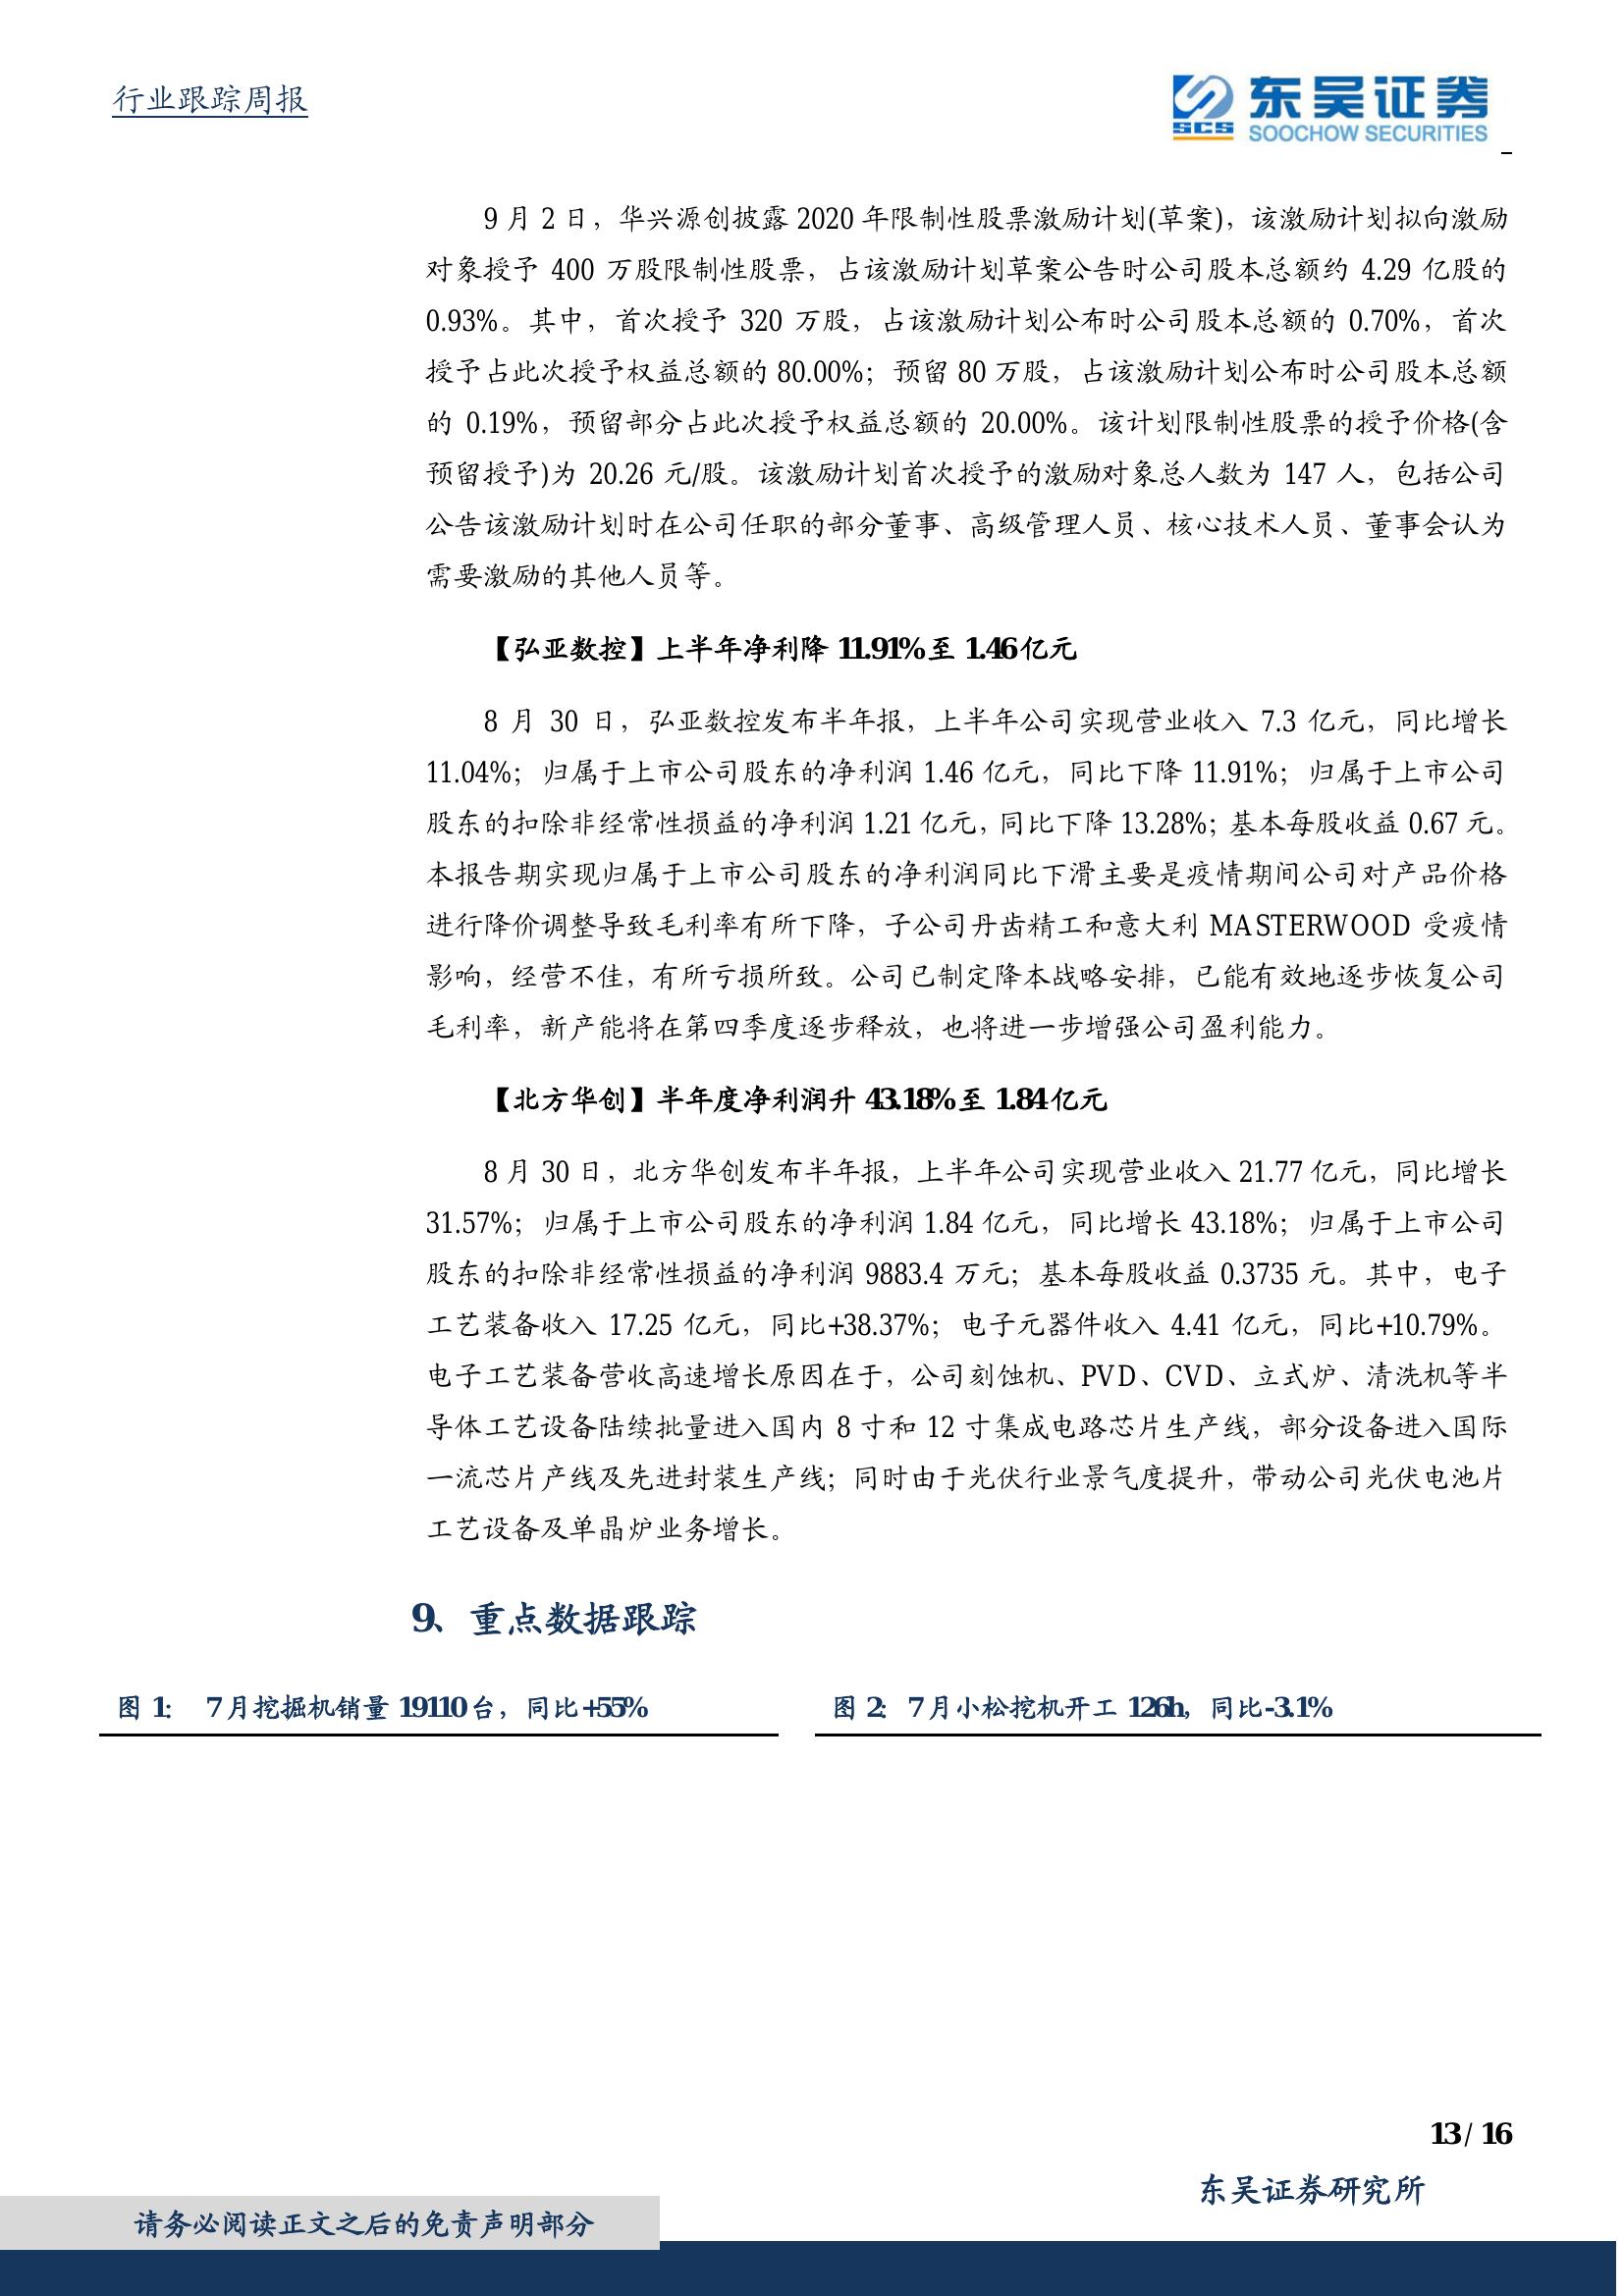 行业跟踪周报
SCS
东吴证券
SOOCHOW SECURITIES
9 月 2 日，华兴源创披露 2020 年限制性股票激励计划(草案)，该激励计划拟向激励
对象授予 400 万股限制性股票，占该激励计划草案公告时公司股本总额约 4.29 亿股的
0.93%。其中，首次授予 320 万股，占该激励计划公布时公司股本总额的 0.70%，首次
授予占此次授予权益总额的 80.00%；预留 80 万股，占该激励计划公布时公司股本总额
的 0.19%，预留部分占此次授予权益总额的 20.00%。该计划限制性股票的授予价格(含
预留授予)为 20.26 元/股。该激励计划首次授予的激励对象总人数为 147 人，包括公司
公告该激励计划时在公司任职的部分董事、高级管理人员、核心技术人员、董事会认为
需要激励的其他人员等。
【弘亚数控】上半年净利降 11.91%至 1.46 亿元
8 月 30 日，弘亚数控发布半年报，上半年公司实现营业收入 7.3 亿元，同比增长
11.04%；归属于上市公司股东的净利润 1.46 亿元，同比下降 11.91%；归属于上市公司
股东的扣除非经常性损益的净利润 1.21 亿元，同比下降 13.28%；基本每股收益 0.67 元。
本报告期实现归属于上市公司股东的净利润同比下滑主要是疫情期间公司对产品价格
进行降价调整导致毛利率有所下降，子公司丹齿精工和意大利 MASTERWOOD 受疫情
影响，经营不佳，有所亏损所致。公司已制定降本战略安排，已能有效地逐步恢复公司
毛利率，新产能将在第四季度逐步释放，也将进一步增强公司盈利能力。
【北方华创】半年度净利润升 43.18%至 1.84 亿元
8 月 30 日，北方华创发布半年报，上半年公司实现营业收入 21.77 亿元，同比增长
31.57%；归属于上市公司股东的净利润 1.84 亿元，同比增长 43.18%；归属于上市公司
股东的扣除非经常性损益的净利润 9883.4 万元；基本每股收益 0.3735 元。其中，电子
工艺装备收入 17.25 亿元，同比+38.37%；电子元器件收入 4.41 亿元，同比+10.79%。
电子工艺装备营收高速增长原因在于，公司刻蚀机、PVD、CVD、立式炉、清洗机等半
导体工艺设备陆续批量进入国内 8 寸和 12 寸集成电路芯片生产线，部分设备进入国际
一流芯片产线及先进封装生产线；同时由于光伏行业景气度提升，带动公司光伏电池片
工艺设备及单晶炉业务增长。
9、重点数据跟踪
图 1： 7 月挖掘机销量 19110 台，同比+55%
图 2：7 月小松挖机开工 126h，同比-3.1%
13 / 16
东吴证券研究所
请务必阅读正文之后的免责声明部分